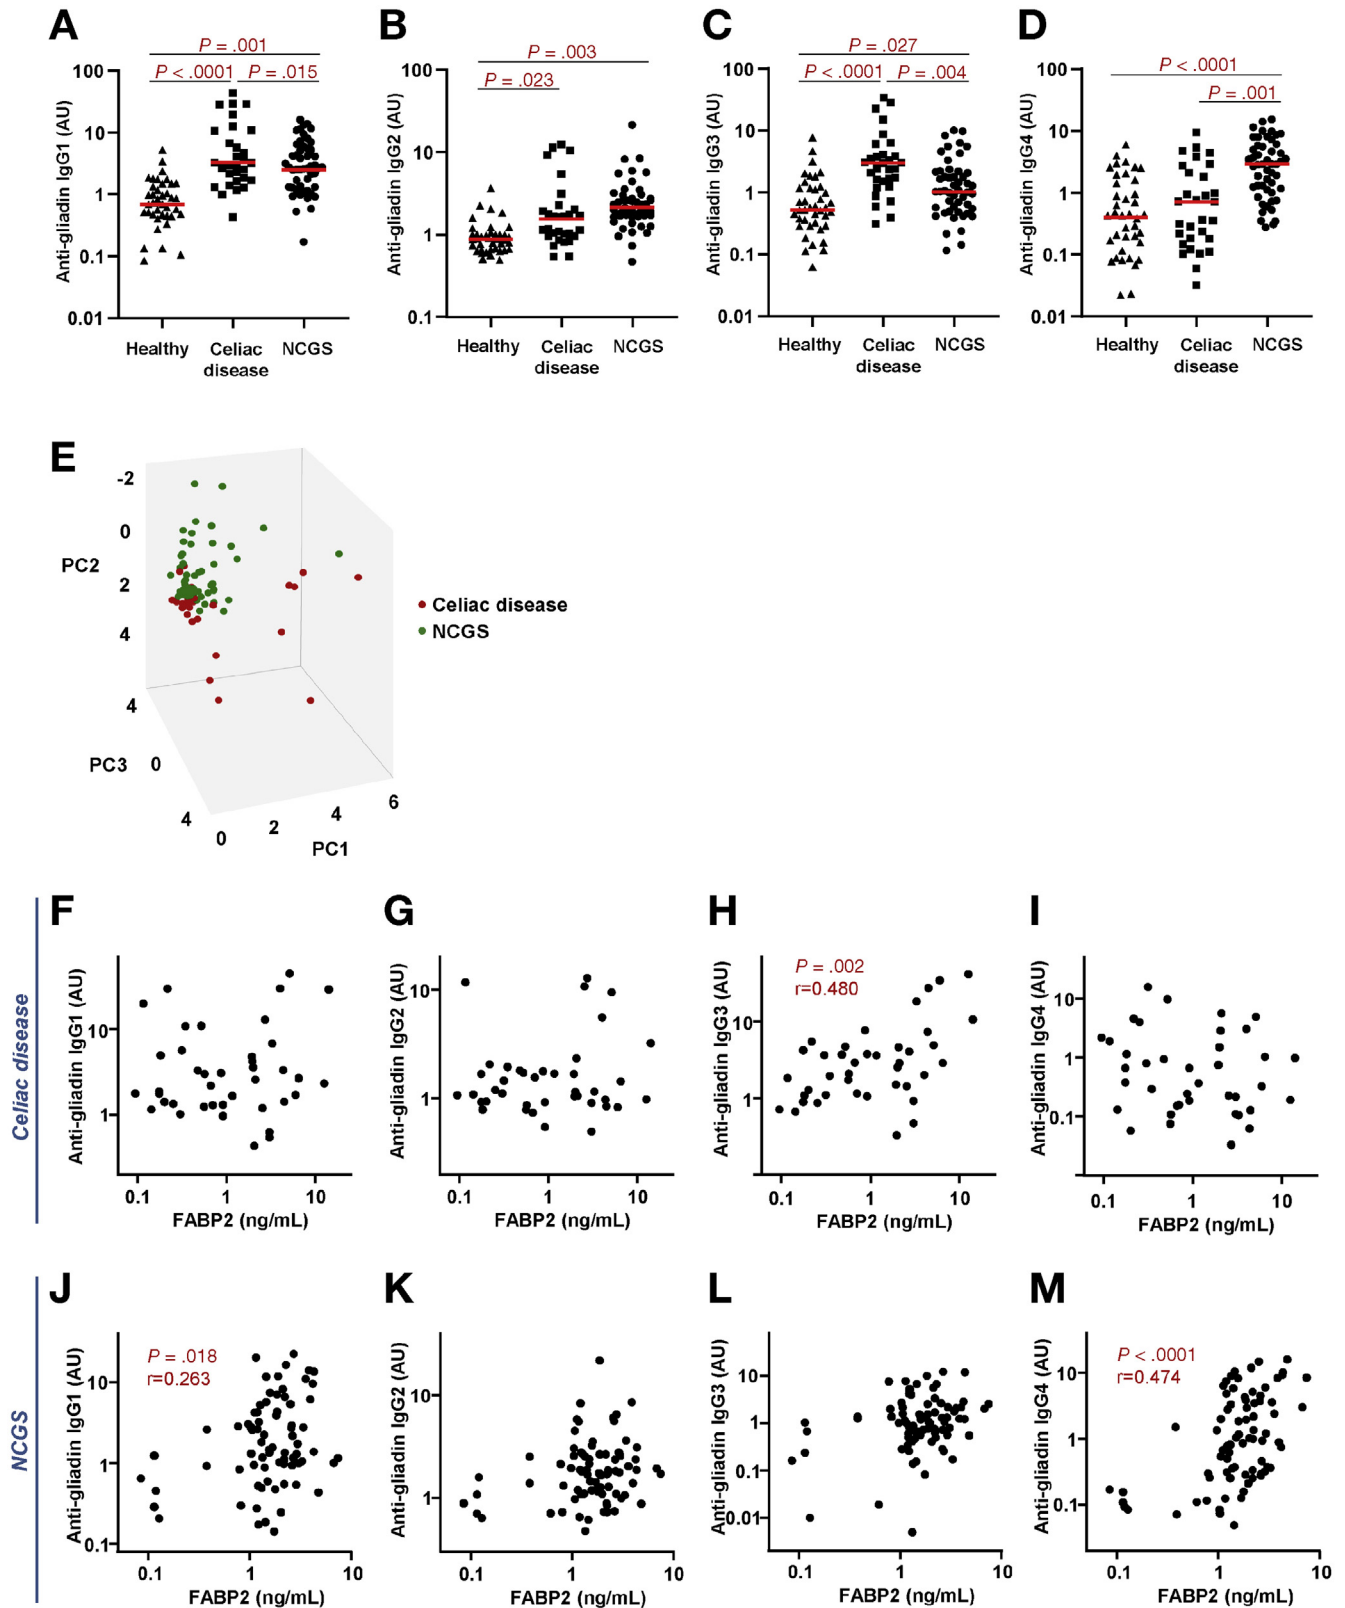 A
B
C
D
P = .001
P < .0001
P = .015
Anti-gliadin IgG1 (AU)
100
10
1
0.1
0.01
Healthy
Celiac
disease
NCGS
P = .003
P = .023
Anti-gliadin IgG2 (AU)
100
10
1
0.1
Healthy
Celiac
disease
NCGS
P = .027
P < .0001
P = .004
Anti-gliadin IgG3 (AU)
100
10
1
0.1
0.01
Healthy
Celiac
disease
NCGS
P < .0001
P = .001
Anti-gliadin IgG4 (AU)
100
10
1
0.1
0.01
Healthy
Celiac
disease
NCGS
E
-2
0
PC2
2
4
4
PC3
0
4
0
2
4
6
PC1
Celiac disease
NCGS
Celiac disease
F
Anti-gliadin IgG1 (AU)
10
1
0.1
1
10
FABP2 (ng/mL)
G
Anti-gliadin IgG2 (AU)
10
1
0.1
1
10
FABP2 (ng/mL)
H
P = .002
r=0.480
Anti-gliadin IgG3 (AU)
10
1
0.1
1
10
FABP2 (ng/mL)
I
Anti-gliadin IgG4 (AU)
10
1
0.1
0.1
1
10
FABP2 (ng/mL)
NCGS
J
P = .018
r=0.263
Anti-gliadin IgG1 (AU)
10
1
0.1
0.1
1
10
FABP2 (ng/mL)
K
Anti-gliadin IgG2 (AU)
10
1
0.1
1
10
FABP2 (ng/mL)
L
Anti-gliadin IgG3 (AU)
10
1
0.1
0.01
0.1
1
10
FABP2 (ng/mL)
M
P < .0001
r=0.474
Anti-gliadin IgG4 (AU)
10
1
0.1
0.1
1
10
FABP2 (ng/mL)